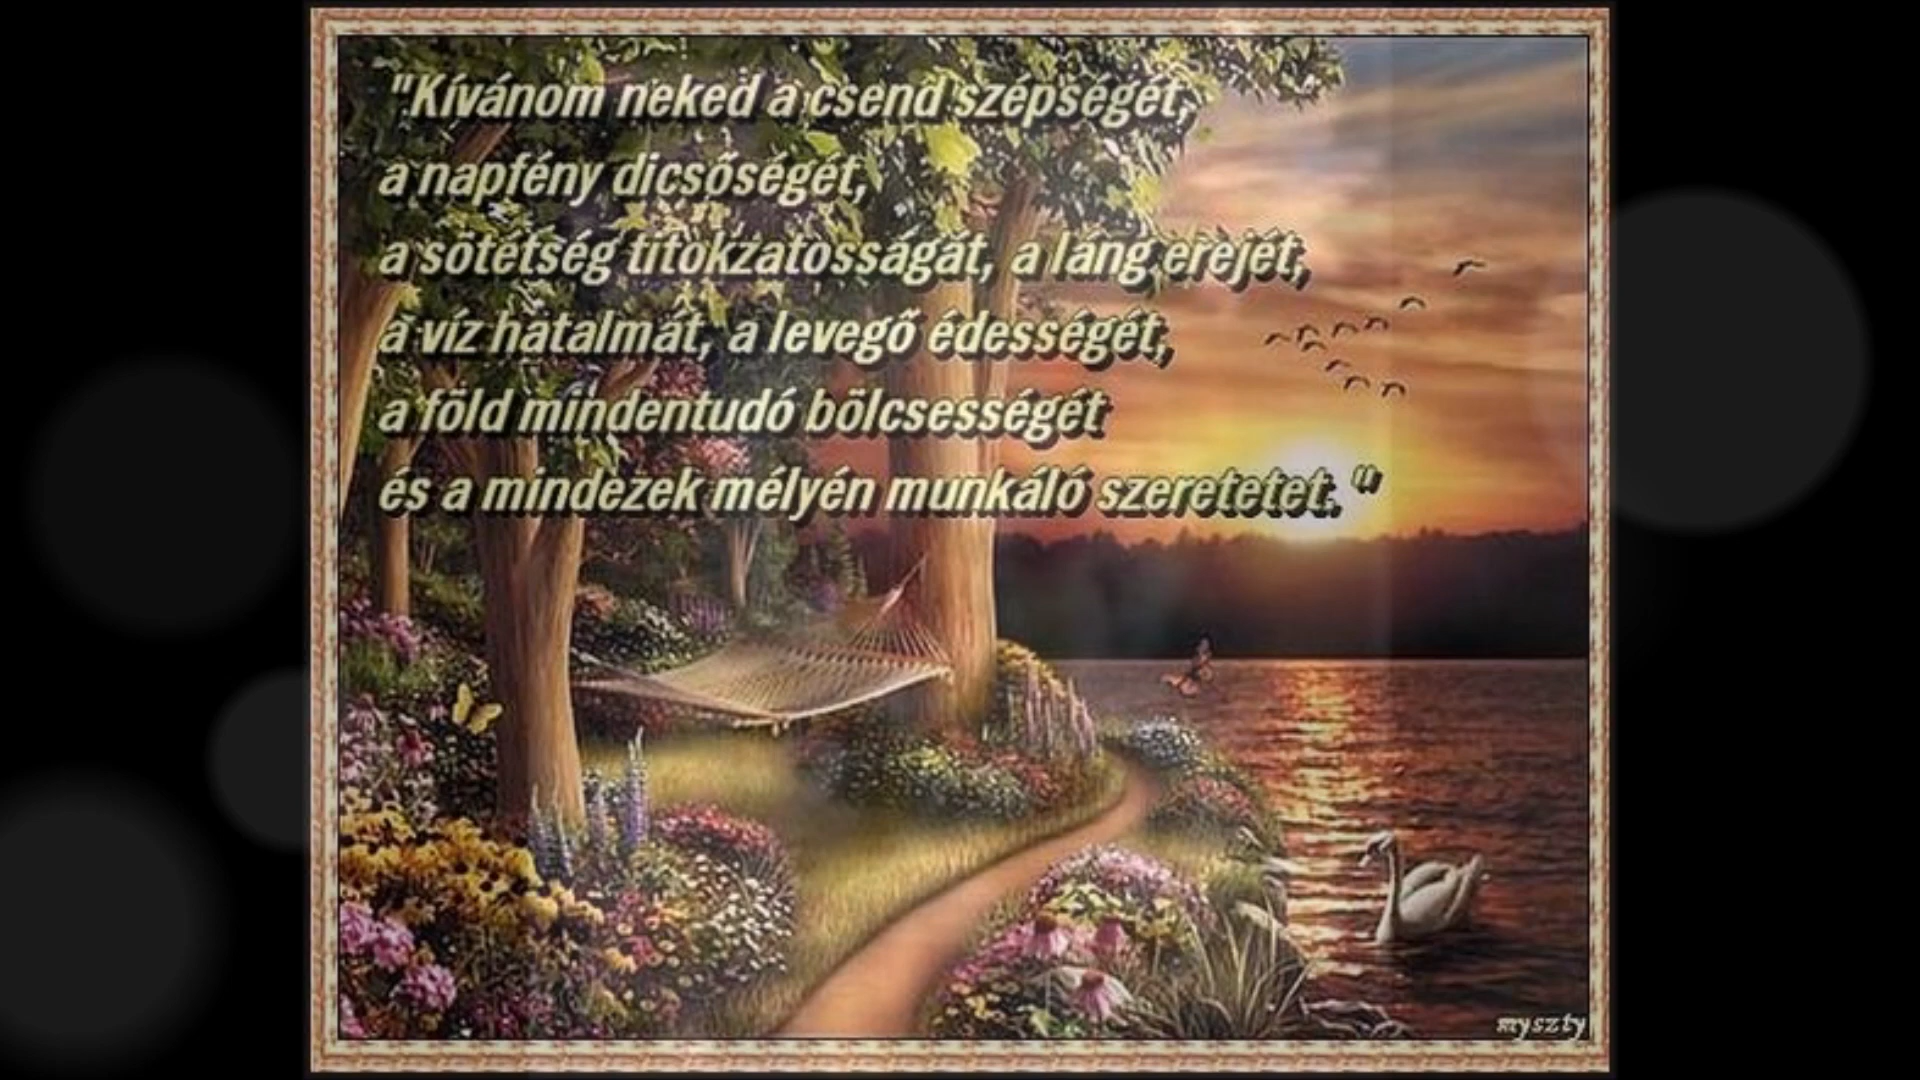 "Kívánom neked a csend szépségét,
a napfény dicsőségét,
a sötétség titokzatosságát, a láng erejét,
a víz hatalmát, a levegő édességét,
a föld mindentudó bölcsességét
és a mindezek mélyén munkáló szeretetet."
myszty